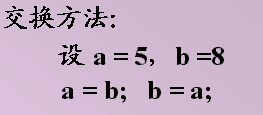 交换方法:
设 a = 5, b =8
a = b; b = a;